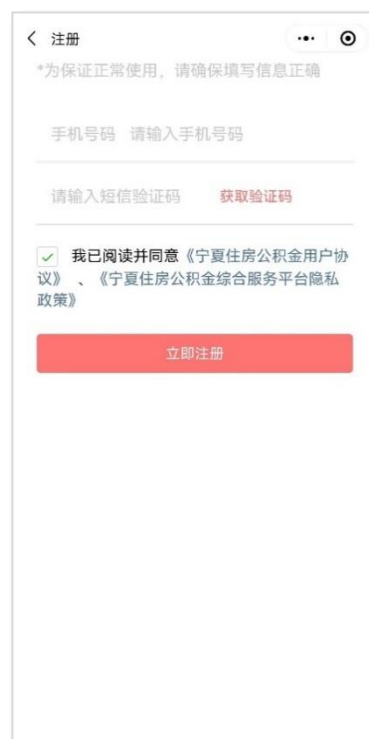 注册
*为保证正常使用，请确保填写信息正确
手机号码 请输入手机号码
请输入短信验证码 获取验证码
我已阅读并同意《宁夏住房公积金用户协
议》 、《宁夏住房公积金综合服务平台隐私
政策》
立即注册